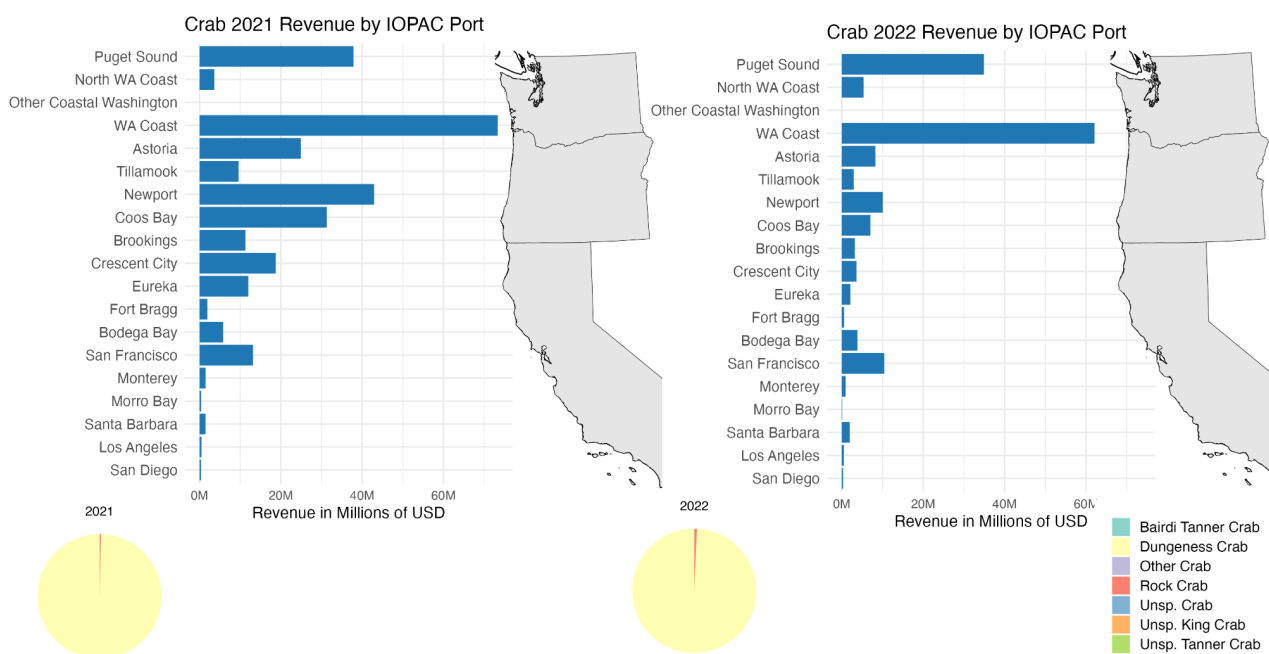 Crab 2021 Revenue by IOPAC Port
Puget Sound
North WA Coast
Other Coastal Washington
WA Coast
Astoria
Tillamook
Newport
Coos Bay
Brookings
Crescent City
Eureka
Fort Bragg
Bodega Bay
San Francisco
Monterey
Morro Bay
Santa Barbara
Los Angeles
San Diego
0M 20M 40M 60M
Revenue in Millions of USD
2021
Crab 2022 Revenue by IOPAC Port
Puget Sound
North WA Coast
Other Coastal Washington
WA Coast
Astoria
Tillamook
Newport
Coos Bay
Brookings
Crescent City
Eureka
Fort Bragg
Bodega Bay
San Francisco
Monterey
Morro Bay
Santa Barbara
Los Angeles
San Diego
0M 20M 40M 60M
Revenue in Millions of USD
2022
Bairdi Tanner Crab
Dungeness Crab
Other Crab
Rock Crab
Unsp. Crab
Unsp. King Crab
Unsp. Tanner Crab